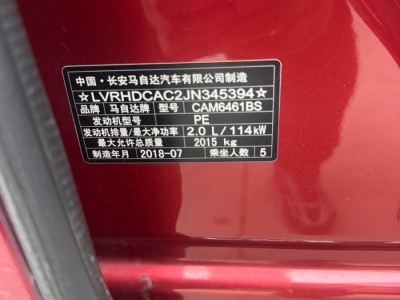 中国·长安马自达汽车有限公司制造
☆LVRHDCAC2JN345394☆
品牌 马自达牌 型号 CAM6461BS
发动机型号 PE
发动机排量/最大净功率 2.0 L/114kW
最大允许总质量 2015 kg
制造年月 2018-07 乘坐人数 5